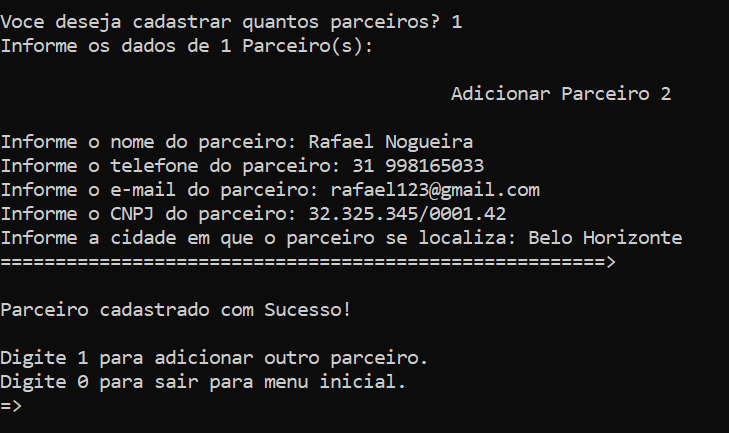 Voce deseja cadastrar quantos parceiros? 1
Informe os dados de 1 Parceiro(s):
Adicionar Parceiro 2
Informe o nome do parceiro: Rafael Nogueira
Informe o telefone do parceiro: 31 998165033
Informe o e-mail do parceiro: rafael123@gmail.com
Informe o CNPJ do parceiro: 32.325.345/0001.42
Informe a cidade em que o parceiro se localiza: Belo Horizonte
=======================================================>
Parceiro cadastrado com Sucesso!
Digite 1 para adicionar outro parceiro.
Digite 0 para sair para menu inicial.
=>